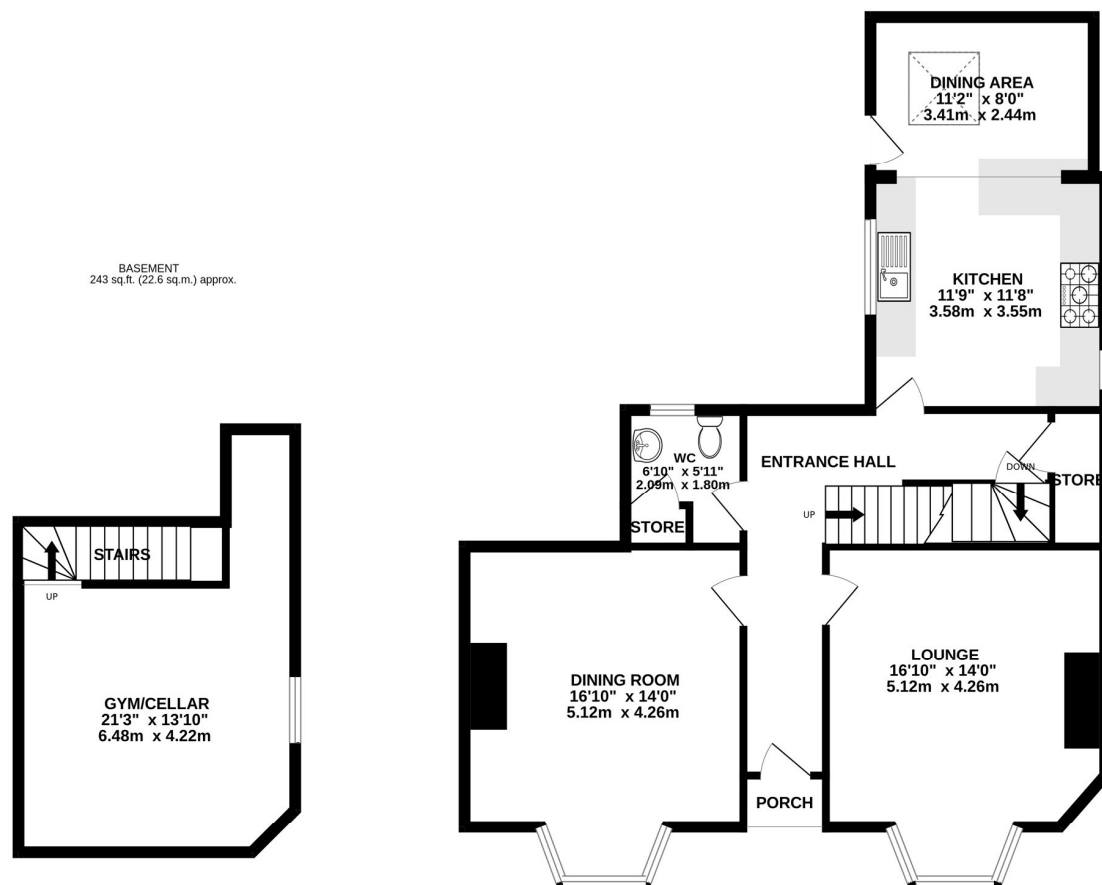 BASEMENT
243 sq.ft. (22.6 sq.m.) approx.
STAIRS
UP
GYM/CELLAR
21'3" x 13'10"
6.48m x 4.22m
DINING AREA
11'2" x 8'0"
3.41m x 2.44m
KITCHEN
11'9" x 11'8"
3.58m x 3.55m
WC
6'10" x 5'11"
2.09m x 1.80m
STORE
ENTRANCE HALL
UP
DOWN
STORE
DINING ROOM
16'10" x 14'0"
5.12m x 4.26m
LOUNGE
16'10" x 14'0"
5.12m x 4.26m
PORCH